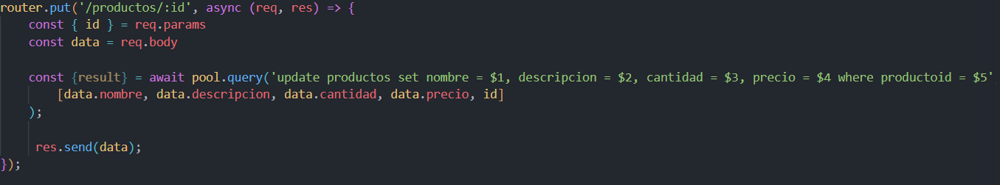 router.put('/productos/:id', async (req, res) => {
    const { id } = req.params
    const data = req.body
    const {result} = await pool.query('update productos set nombre = $1, descripcion = $2, cantidad = $3, precio = $4 where productoid = $5'
        [data.nombre, data.descripcion, data.cantidad, data.precio, id]
    );
     res.send(data);
});